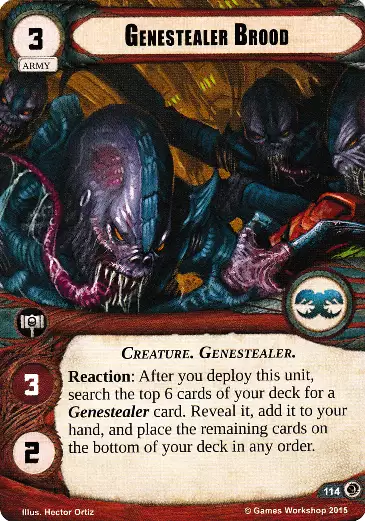 3
GENESTEALER BROOD
ARMY
CREATURE. GENESTEALER.
3
Reaction: After you deploy this unit,
search the top 6 cards of your deck for a
Genestealer card. Reveal it, add it to your
hand, and place the remaining cards on
the bottom of your deck in any order.
2
114
Illus. Hector Ortiz
© Games Workshop 2015